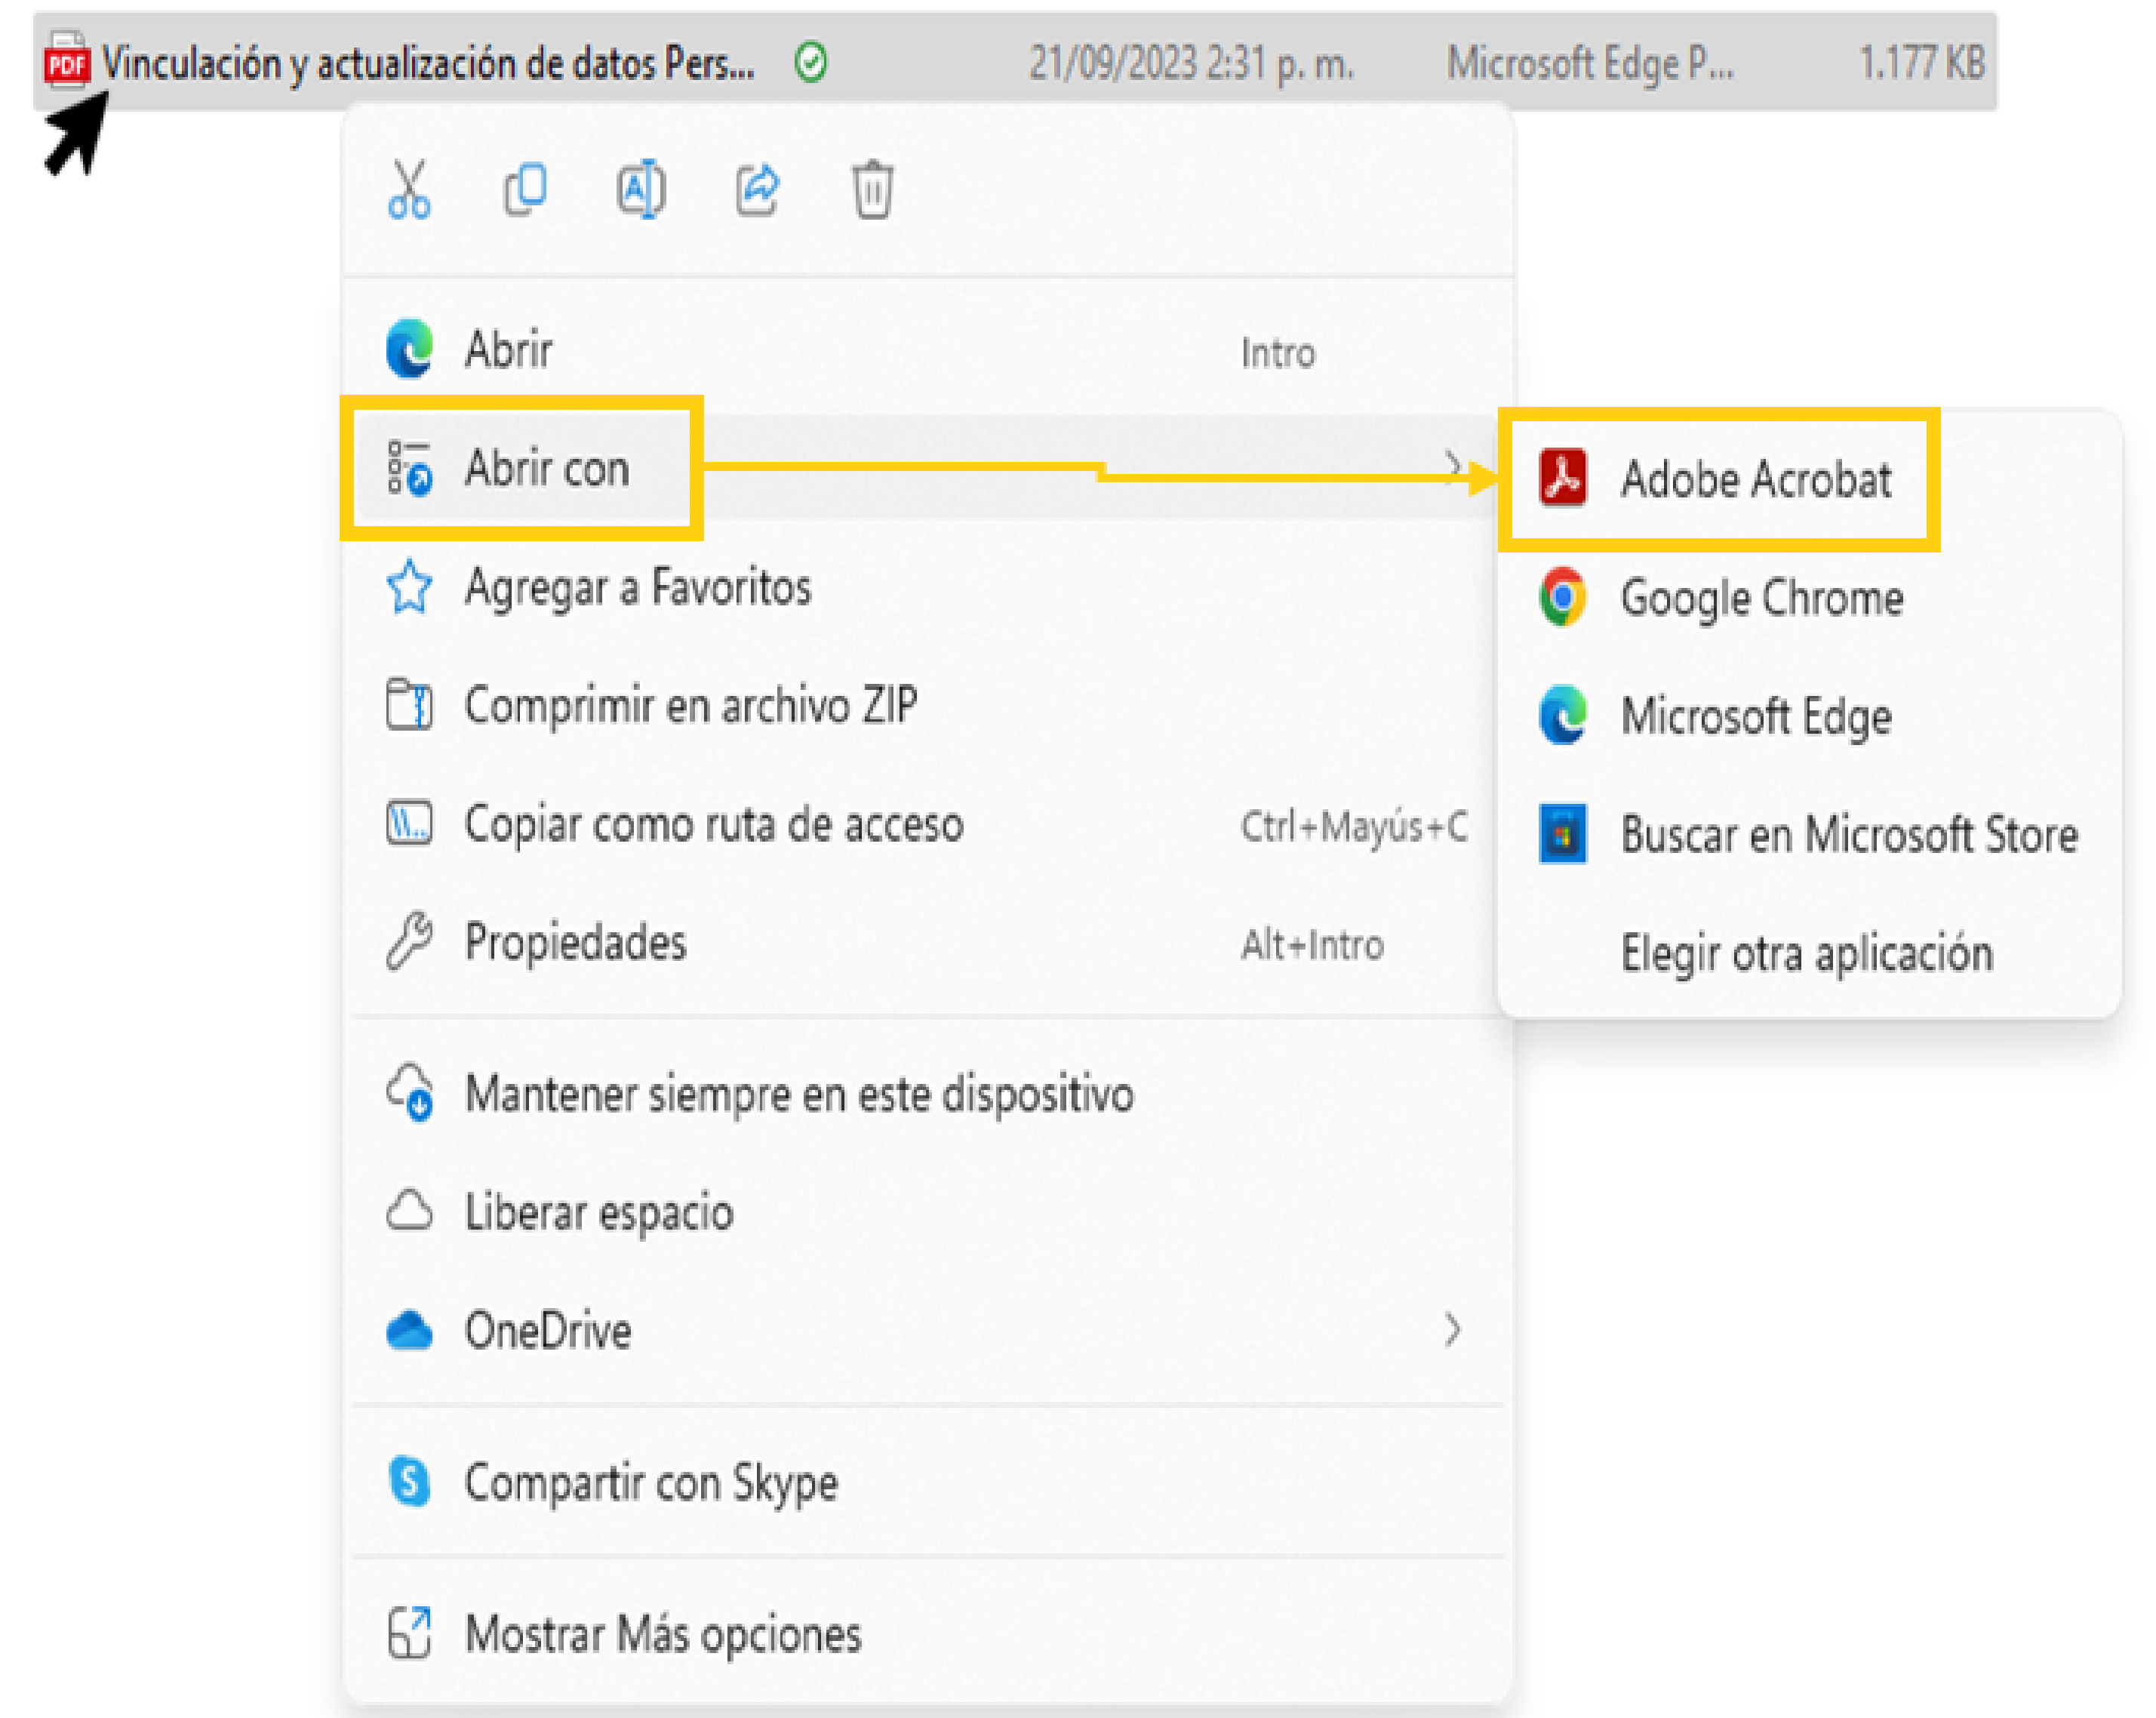 PDF Vinculación y actualización de datos Pers... 21/09/2023 2:31 p. m. Microsoft Edge P... 1.177 KB
A
Abrir Intro
Abrir con
Adobe Acrobat
Google Chrome
Microsoft Edge
Buscar en Microsoft Store
Elegir otra aplicación
Agregar a Favoritos
Comprimir en archivo ZIP
Copiar como ruta de acceso Ctrl+Mayús+C
Propiedades Alt+Intro
Mantener siempre en este dispositivo
Liberar espacio
OneDrive
S Compartir con Skype
Mostrar Más opciones